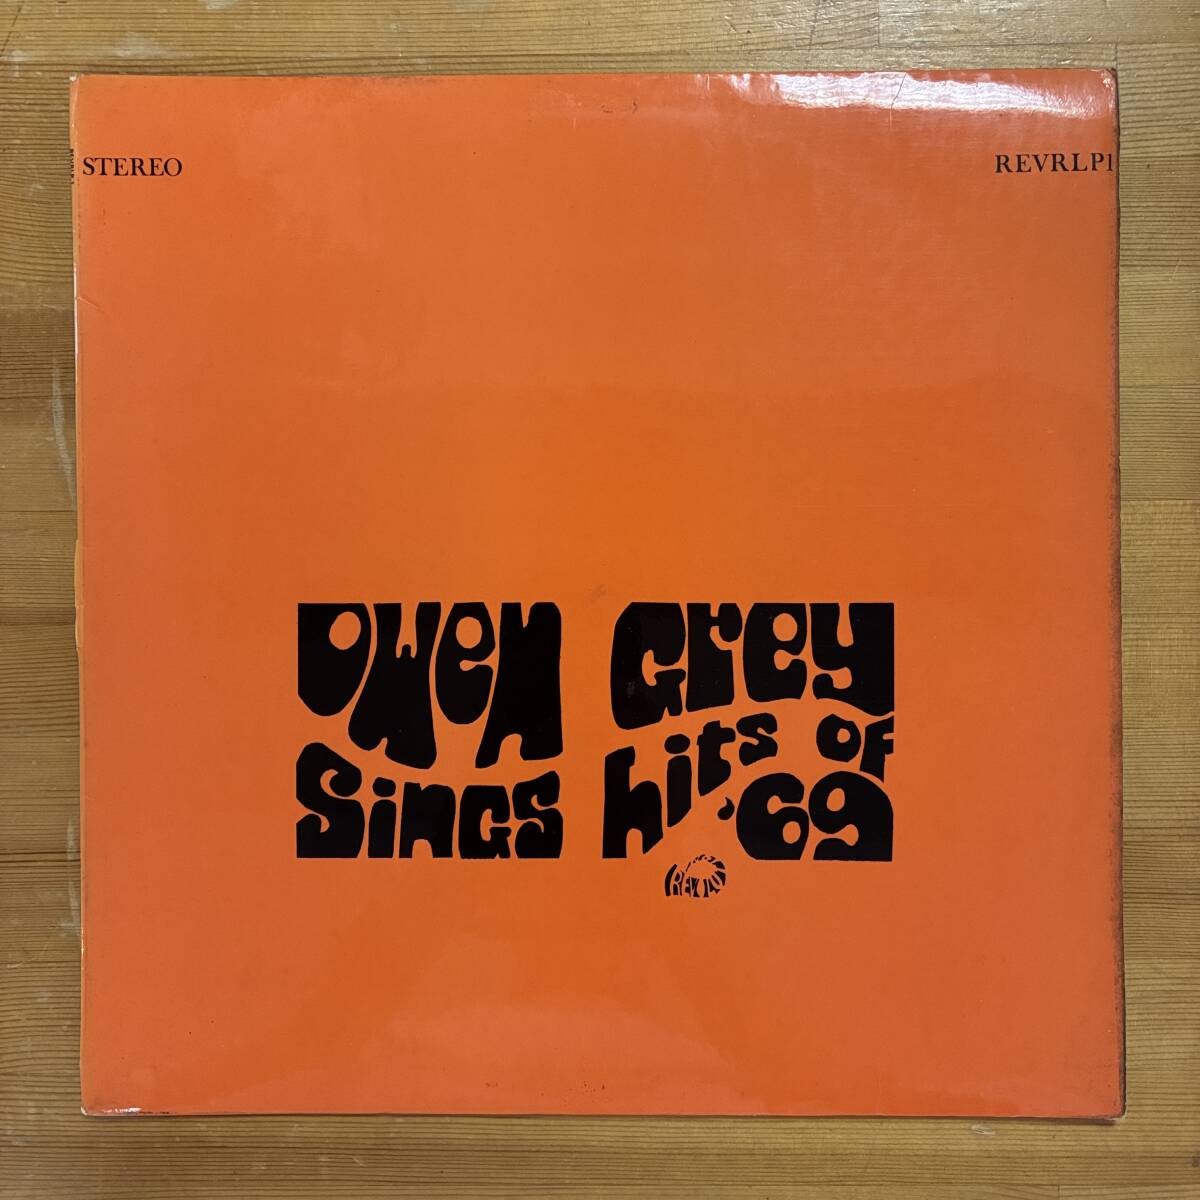 STEREO
REVRLP1
Owen Grey
Sings hits of '69